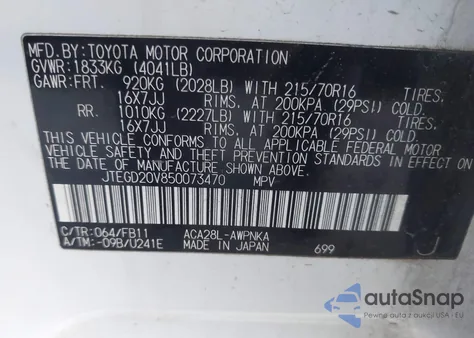 MFD.BY:TOYOTA MOTOR CORPORATION
GVWR:1833KG (4041LB)
GAWR:FRT. 920KG (2028LB) WITH 215/70R16 TIRES,
16X7JJ RIMS, AT 200KPA (29PSI) COLD.
RR. 1010KG (2227LB) WITH 215/70R16 TIRES,
16X7JJ RIMS, AT 200KPA (29PSI) COLD.
THIS VEHICLE CONFORMS TO ALL APPLICABLE FEDERAL MOTOR
VEHICLE SAFETY STANDARDS IN EFFECT ON THE DATE OF
MANUFACTURE SHOWN ABOVE.
JTEGD20V850073470 MPV
C/TR:064/FB11 ACA28L-AWPNKA
A/TM:-09B/U241E MADE IN JAPAN 699
J
autoSnap
from USA - EU